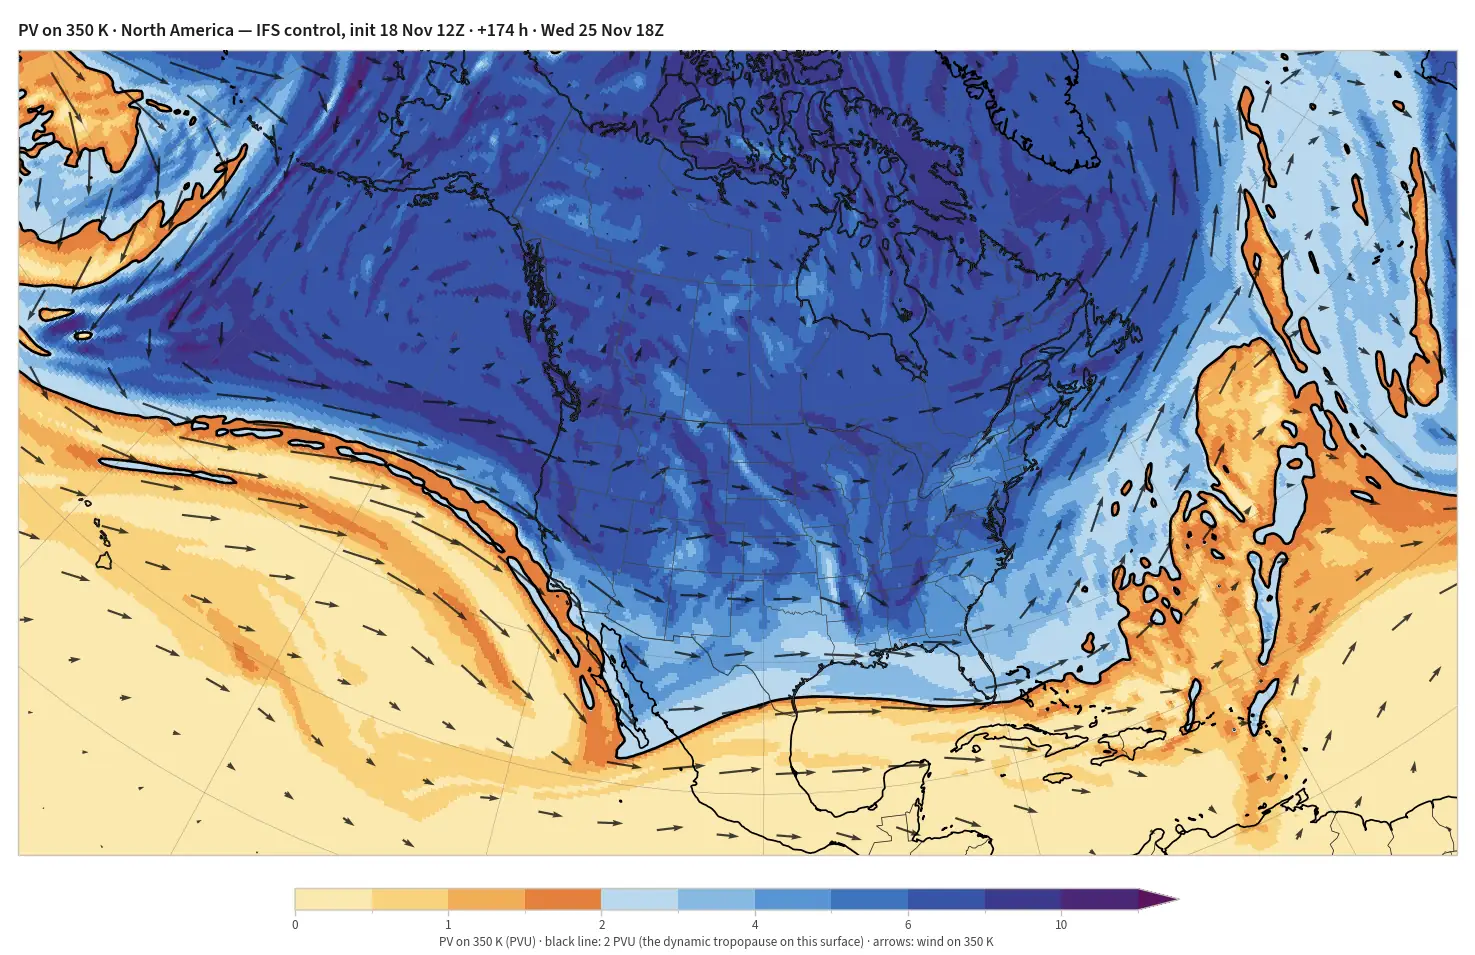 PV on 350 K · North America — IFS control, init 18 Nov 12Z · +174 h · Wed 25 Nov 18Z
0 1 2 4 6 10
PV on 350 K (PVU) · black line: 2 PVU (the dynamic tropopause on this surface) · arrows: wind on 350 K